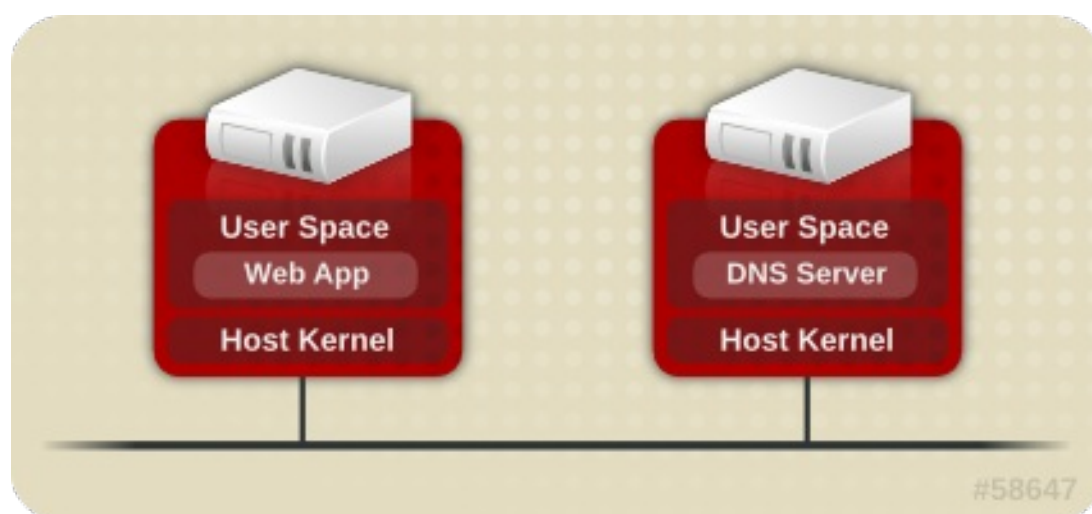 User Space
Web App
Host Kernel
User Space
DNS Server
Host Kernel
#58647